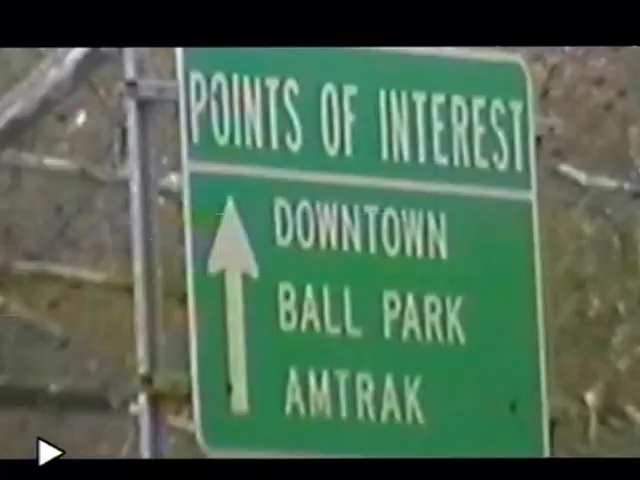 POINTS OF INTEREST
DOWNTOWN
BALL PARK
AMTRAK